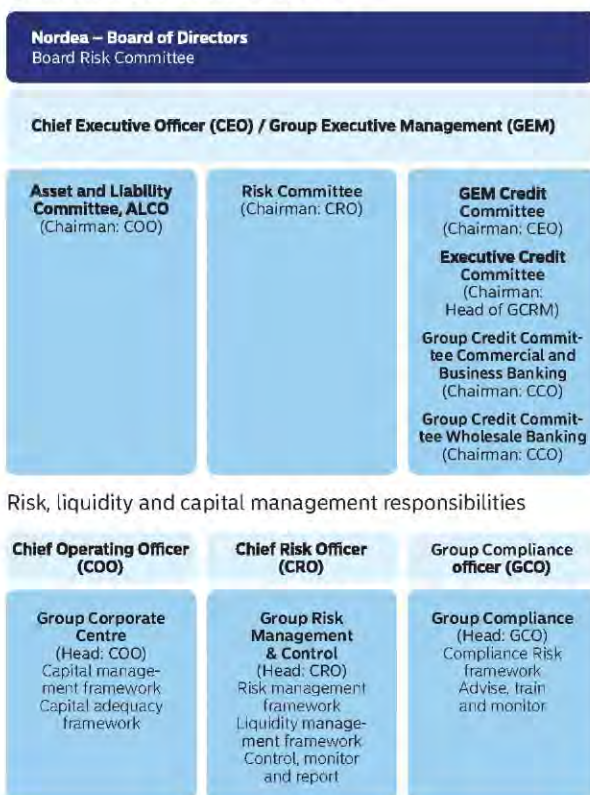 Nordea – Board of Directors
Board Risk Committee
Chief Executive Officer (CEO) / Group Executive Management (GEM)
Asset and Liability
Committee, ALCO
(Chairman: COO)
Risk Committee
(Chairman: CRO)
GEM Credit
Committee
(Chairman: CEO)
Executive Credit
Committee
(Chairman:
Head of GCRM)
Group Credit Commit-
tee Commercial and
Business Banking
(Chairman: CCO)
Group Credit Commit-
tee Wholesale Banking
(Chairman: CCO)
Risk, liquidity and capital management responsibilities
Chief Operating Officer
(COO)
Chief Risk Officer
(CRO)
Group Compliance
officer (GCO)
Group Corporate
Centre
(Head: COO)
Capital manage-
ment framework
Capital adequacy
framework
Group Risk
Management
& Control
(Head: CRO)
Risk management
framework
Liquidity manage-
ment framework
Control, monitor
and report
Group Compliance
(Head: GCO)
Compliance Risk
framework
Advise, train
and monitor